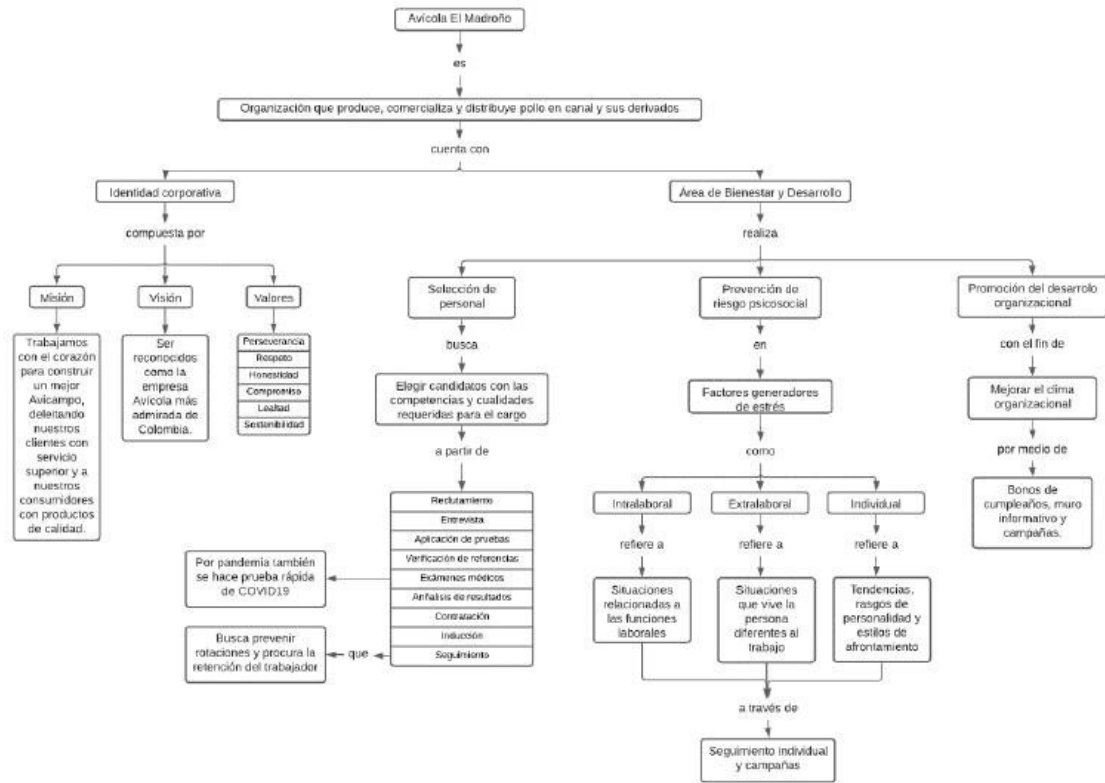 Avícola El Madroño
es
Organización que produce, comercializa y distribuye pollo en canal y sus derivados
cuenta con
Identidad corporativa
compuesta por
Misión
Trabajamos
con el corazón
para construir
un mejor
Avicampo,
deleitando
nuestros
clientes con
servicio
superior y a
nuestros
consumidores
con productos
de calidad.
Visión
Ser
reconocidos
como la
empresa
Avícola más
admirada de
Colombia.
Valores
Perseverancia
Respeto
Honestidad
Compromiso
Lealtad
Sostenibilidad
Área de Bienestar y Desarrollo
realiza
Selección de
personal
busca
Elegir candidatos con las
competencias y cualidades
requeridas para el cargo
a partir de
Reclutamiento
Entrevista
Aplicación de pruebas
Verificación de referencias
Exámenes médicos
Anñalisis de resultados
Contratación
Inducción
Seguimiento
Por pandemia también
se hace prueba rápida
de COVID19
que
Busca prevenir
rotaciones y procura la
retención del trabajador
Prevención de
riesgo psicosocial
en
Factores generadores
de estrés
como
Intralaboral
refiere a
Situaciones
relacionadas a
las funciones
laborales
Extralaboral
refiere a
Situaciones
que vive la
persona
diferentes al
trabajo
Individual
refiere a
Tendencias,
rasgos de
personalidad y
estilos de
afrontamiento
a través de
Seguimiento individual
y campañas
Promoción del desarrolo
organizacional
con el fin de
Mejorar el clima
organizacional
por medio de
Bonos de
cumpleaños, muro
informativo y
campañas.